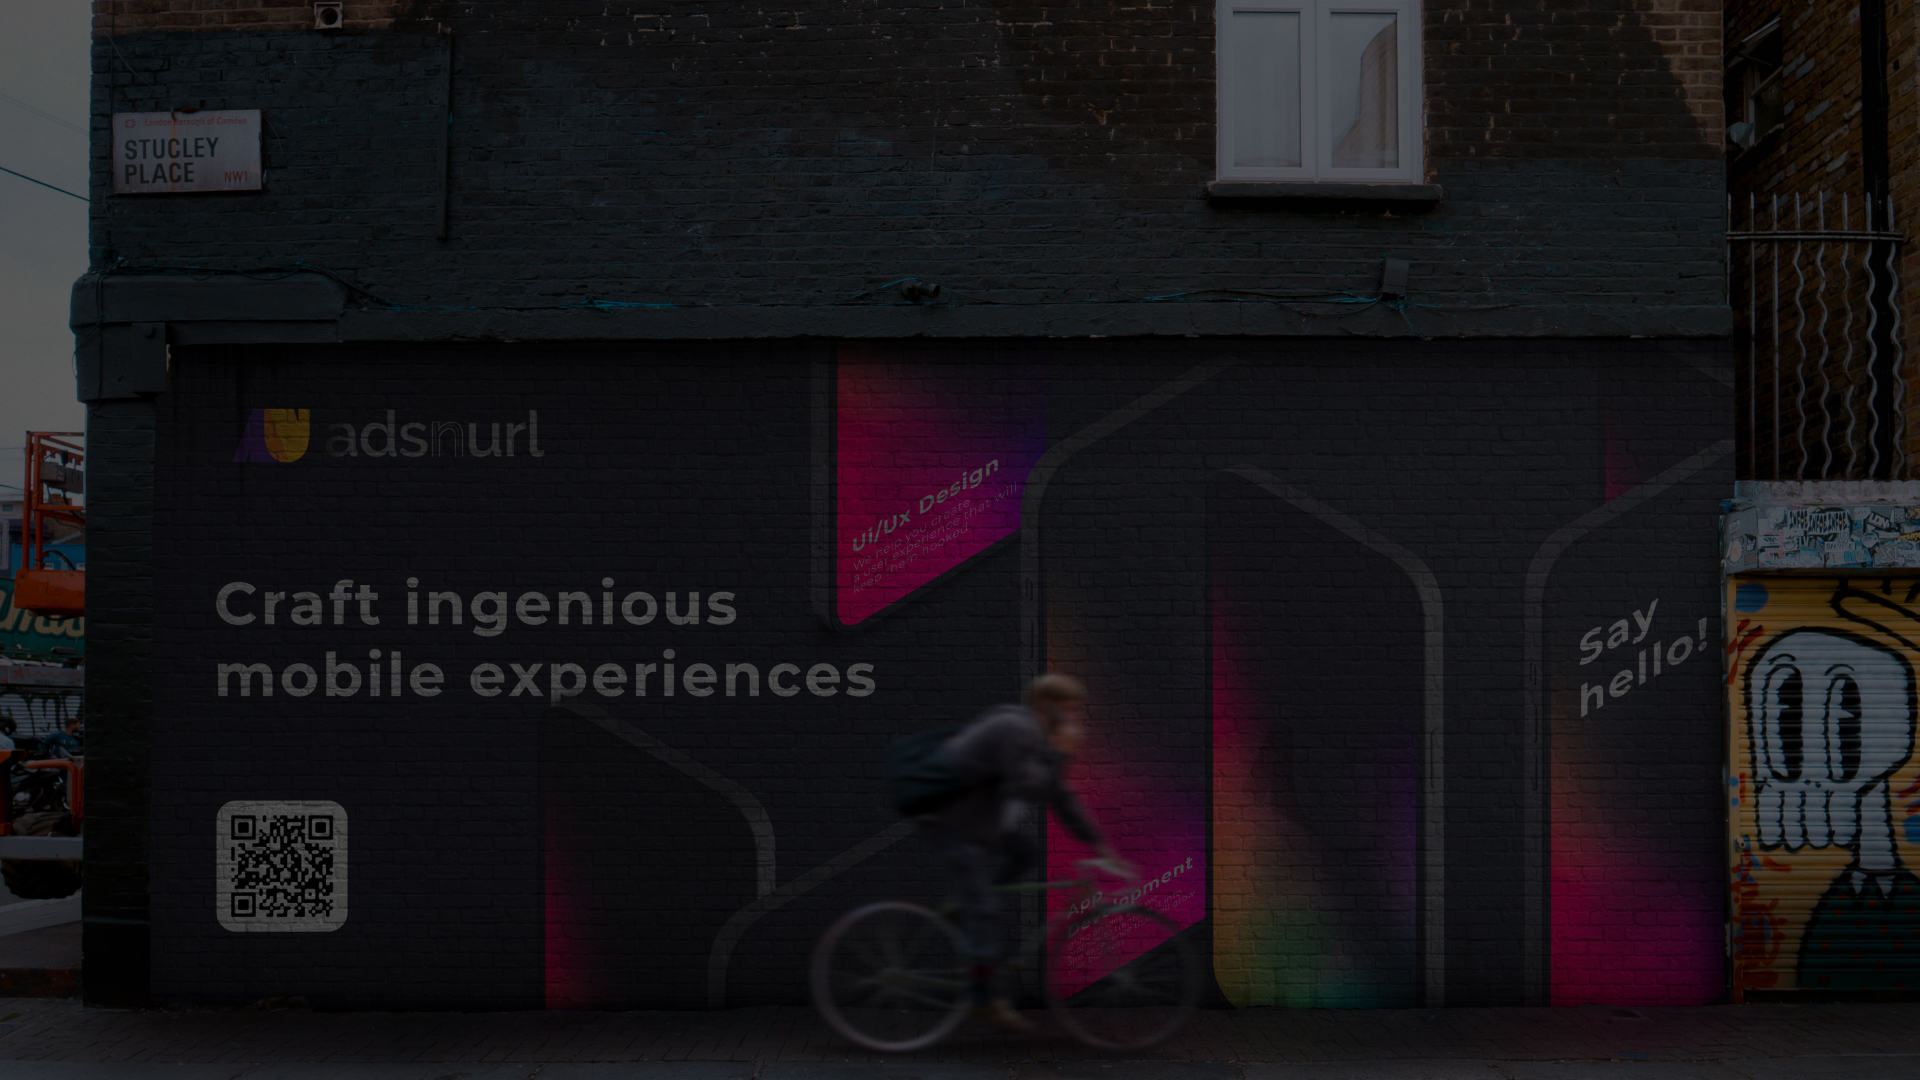 London Borough of Camden
STUCLEY
PLACE
NW1
adsnurl
Craft ingenious
mobile experiences
Ui/Ux Design
We help you create
a user experience that will
keep them hooked.
App
Development
Say
hello!